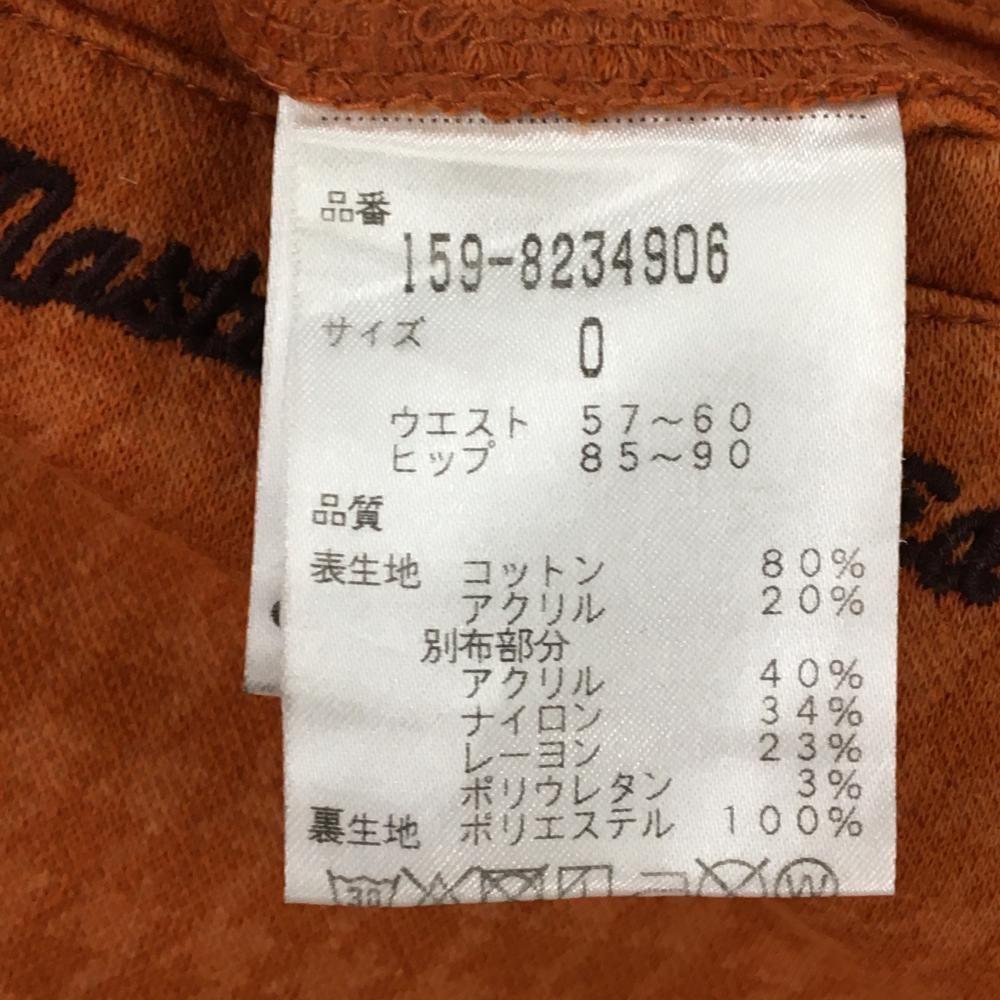 品番
159-8234906
サイズ 0
ウエスト 57~60
ヒップ 85~90
品質
表生地 コットン 80%
アクリル 20%
別布部分
アクリル 40%
ナイロン 34%
レーヨン 23%
ポリウレタン 3%
裏生地 ポリエステル 100%
30
W